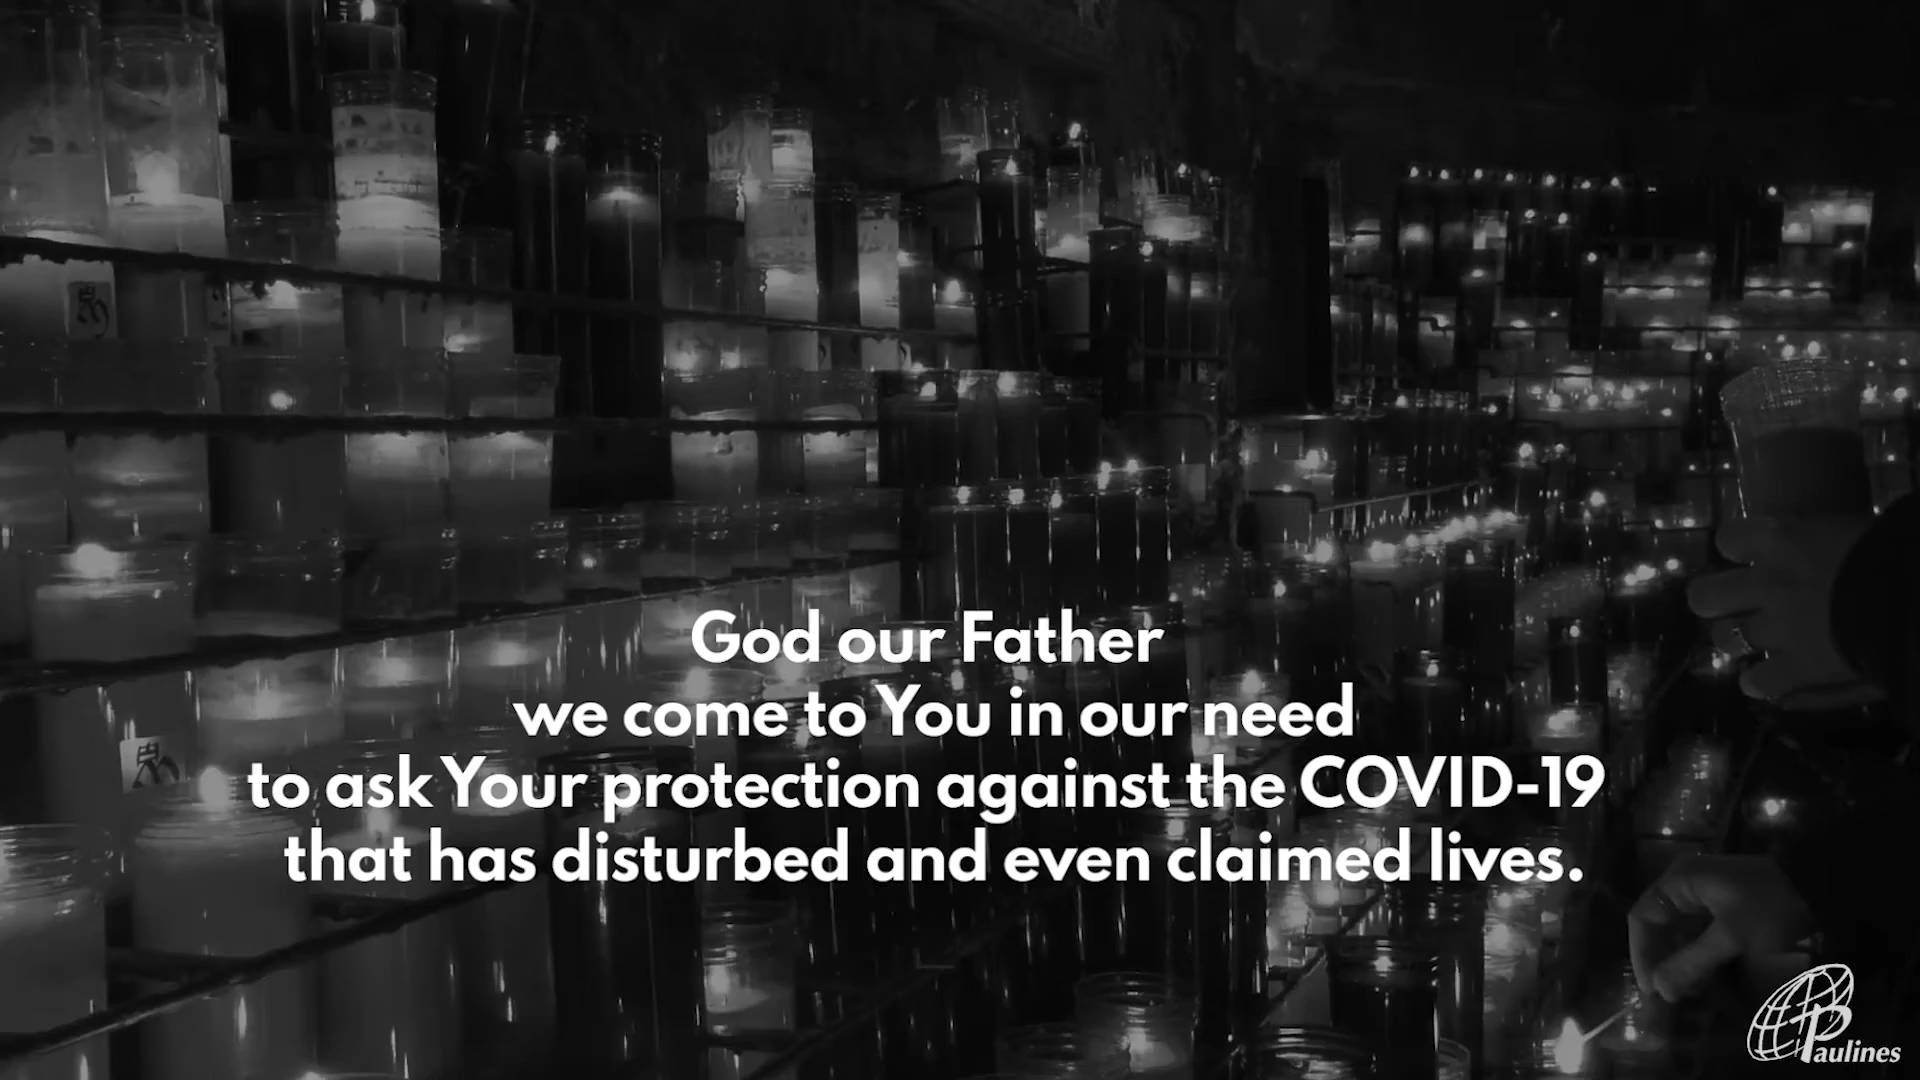 God our Father
we come to You in our need
to ask Your protection against the COVID-19
that has disturbed and even claimed lives.
Paulines